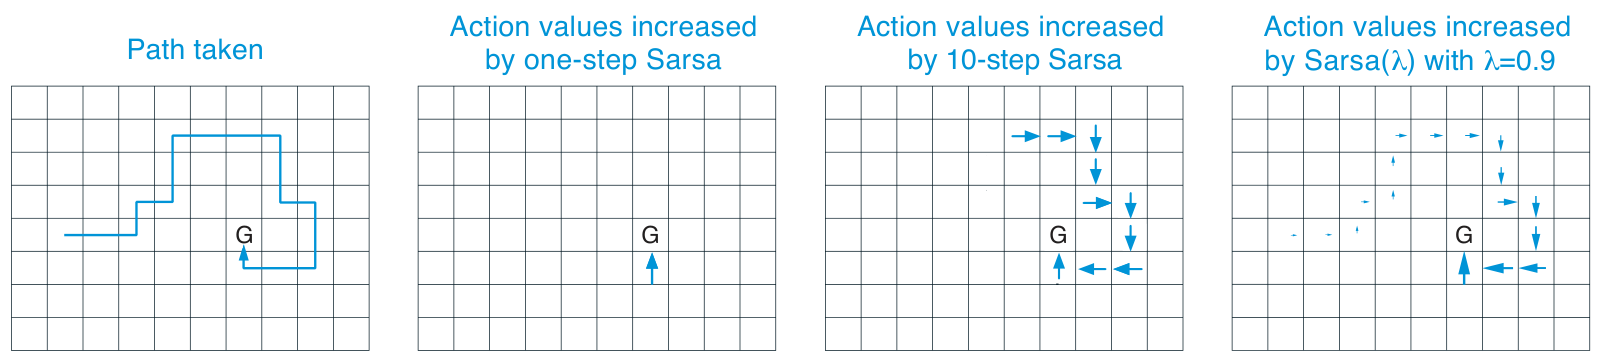 Path taken
Action values increased
by one-step Sarsa
Action values increased
by 10-step Sarsa
Action values increased
by Sarsa(λ) with λ=0.9
G
G
G
G